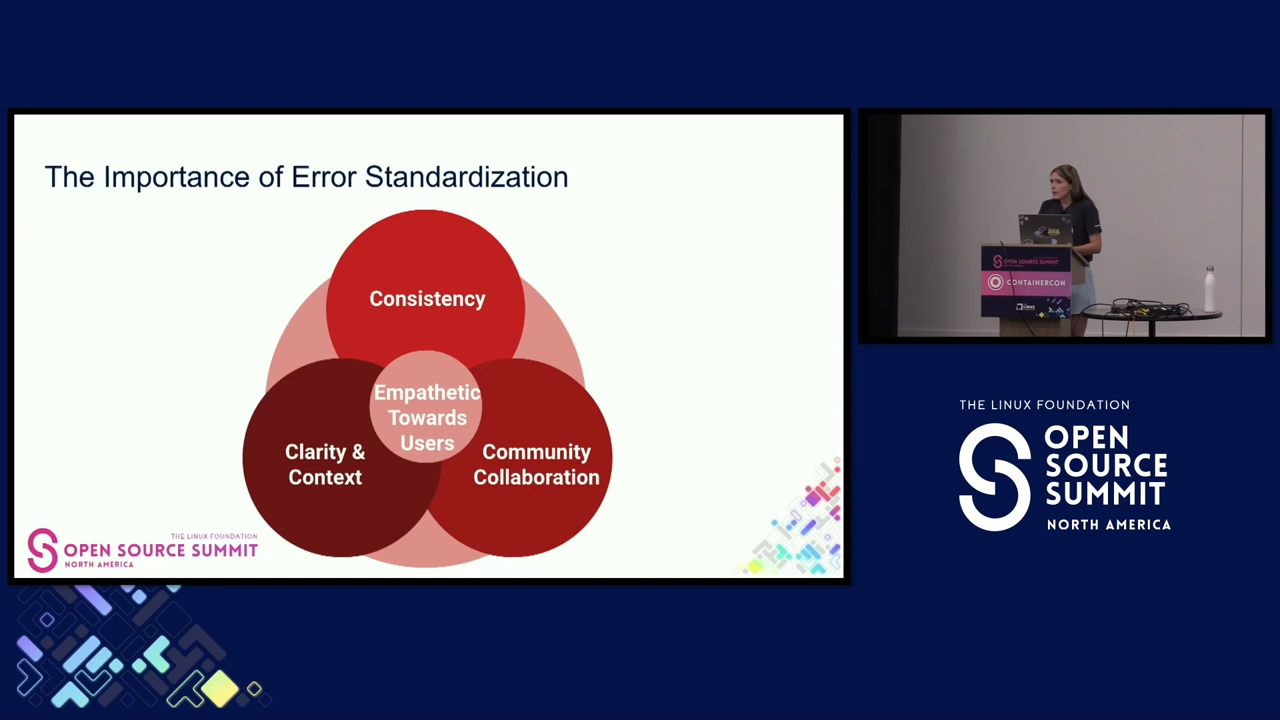 The Importance of Error Standardization
Consistency
Empathetic
Towards
Users
Clarity &
Context
Community
Collaboration
THE LINUX FOUNDATION
OPEN SOURCE SUMMIT
NORTH AMERICA
OPEN SOURCE SUMMIT
CONTAINERCON
THE LINUX FOUNDATION
OPEN
SOURCE
SUMMIT
NORTH AMERICA